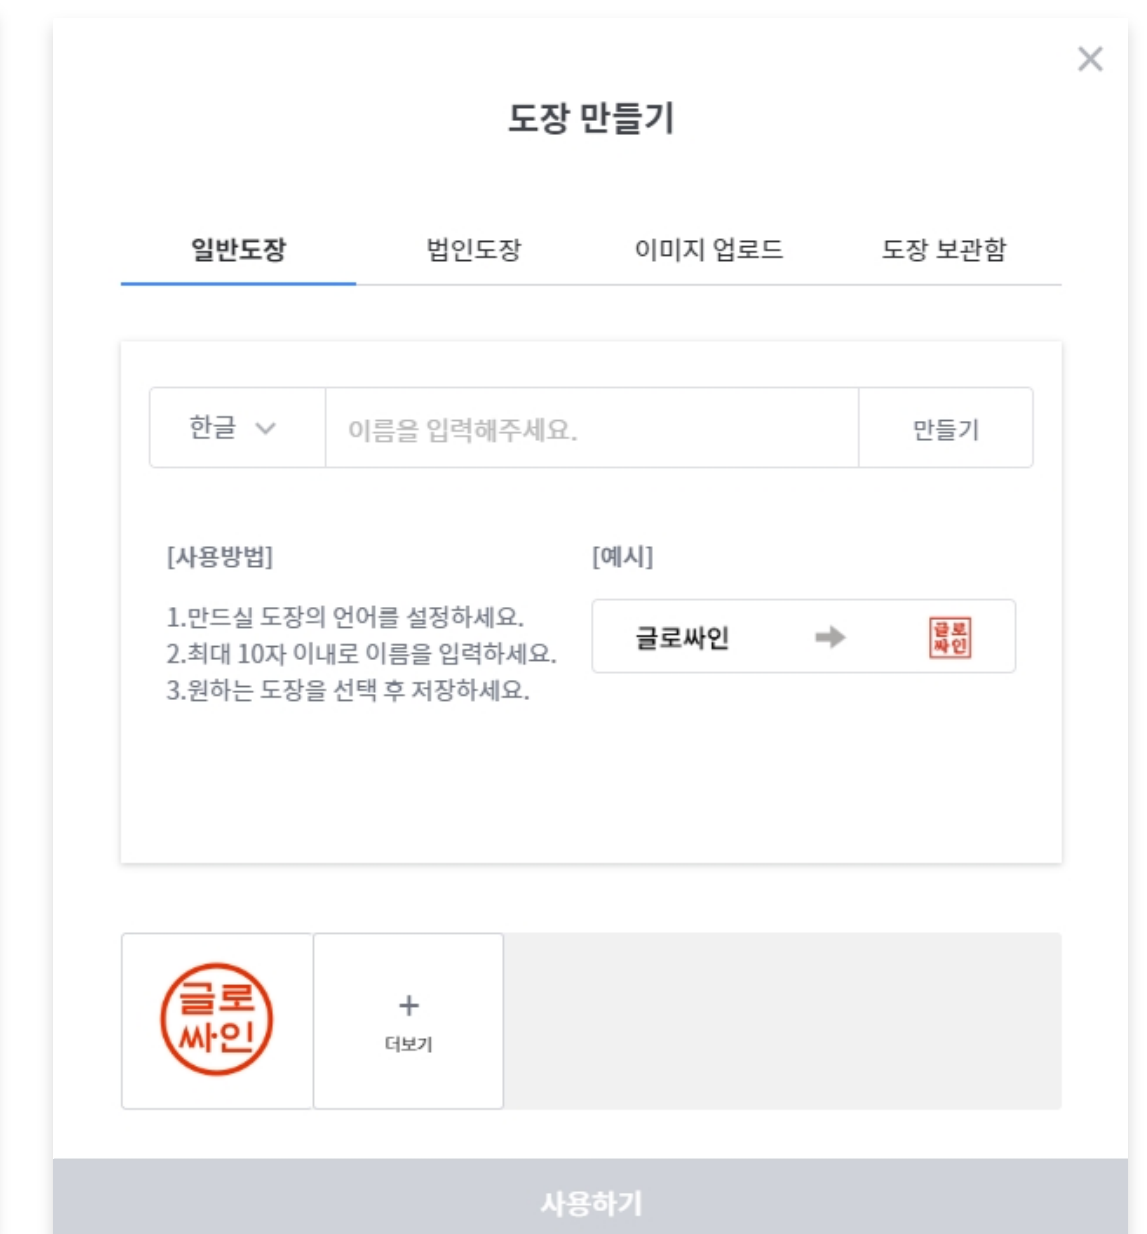 도장 만들기
일반도장 법인도장 이미지 업로드 도장 보관함
한글 이름을 입력해주세요. 만들기
[사용방법] [예시]
1.만드실 도장의 언어를 설정하세요.
2.최대 10자 이내로 이름을 입력하세요.
3.원하는 도장을 선택 후 저장하세요.
글로싸인
글로
싸인
글로
싸인
+
더보기
사용하기